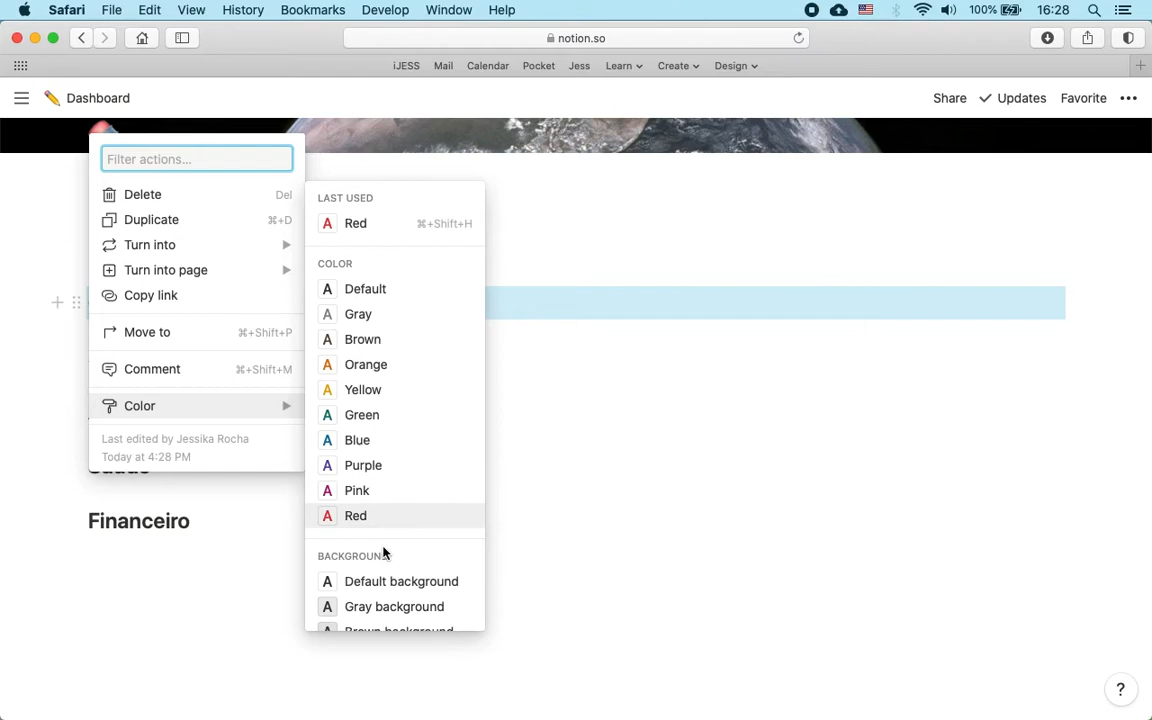 Safari File Edit View History Bookmarks Develop Window Help 100% 16:28
notion.so
iJESS Mail Calendar Pocket Jess Learn Create Design
Dashboard Share Updates Favorite
Filter actions...
Delete Del
Duplicate ⌘+D
Turn into
Turn into page
Copy link
Move to ⌘+Shift+P
Comment ⌘+Shift+M
Color
Last edited by Jessika Rocha
Today at 4:28 PM
LAST USED
A Red ⌘+Shift+H
COLOR
A Default
A Gray
A Brown
A Orange
A Yellow
A Green
A Blue
A Purple
A Pink
A Red
BACKGROUND
A Default background
A Gray background
A Brown background
Financeiro
?